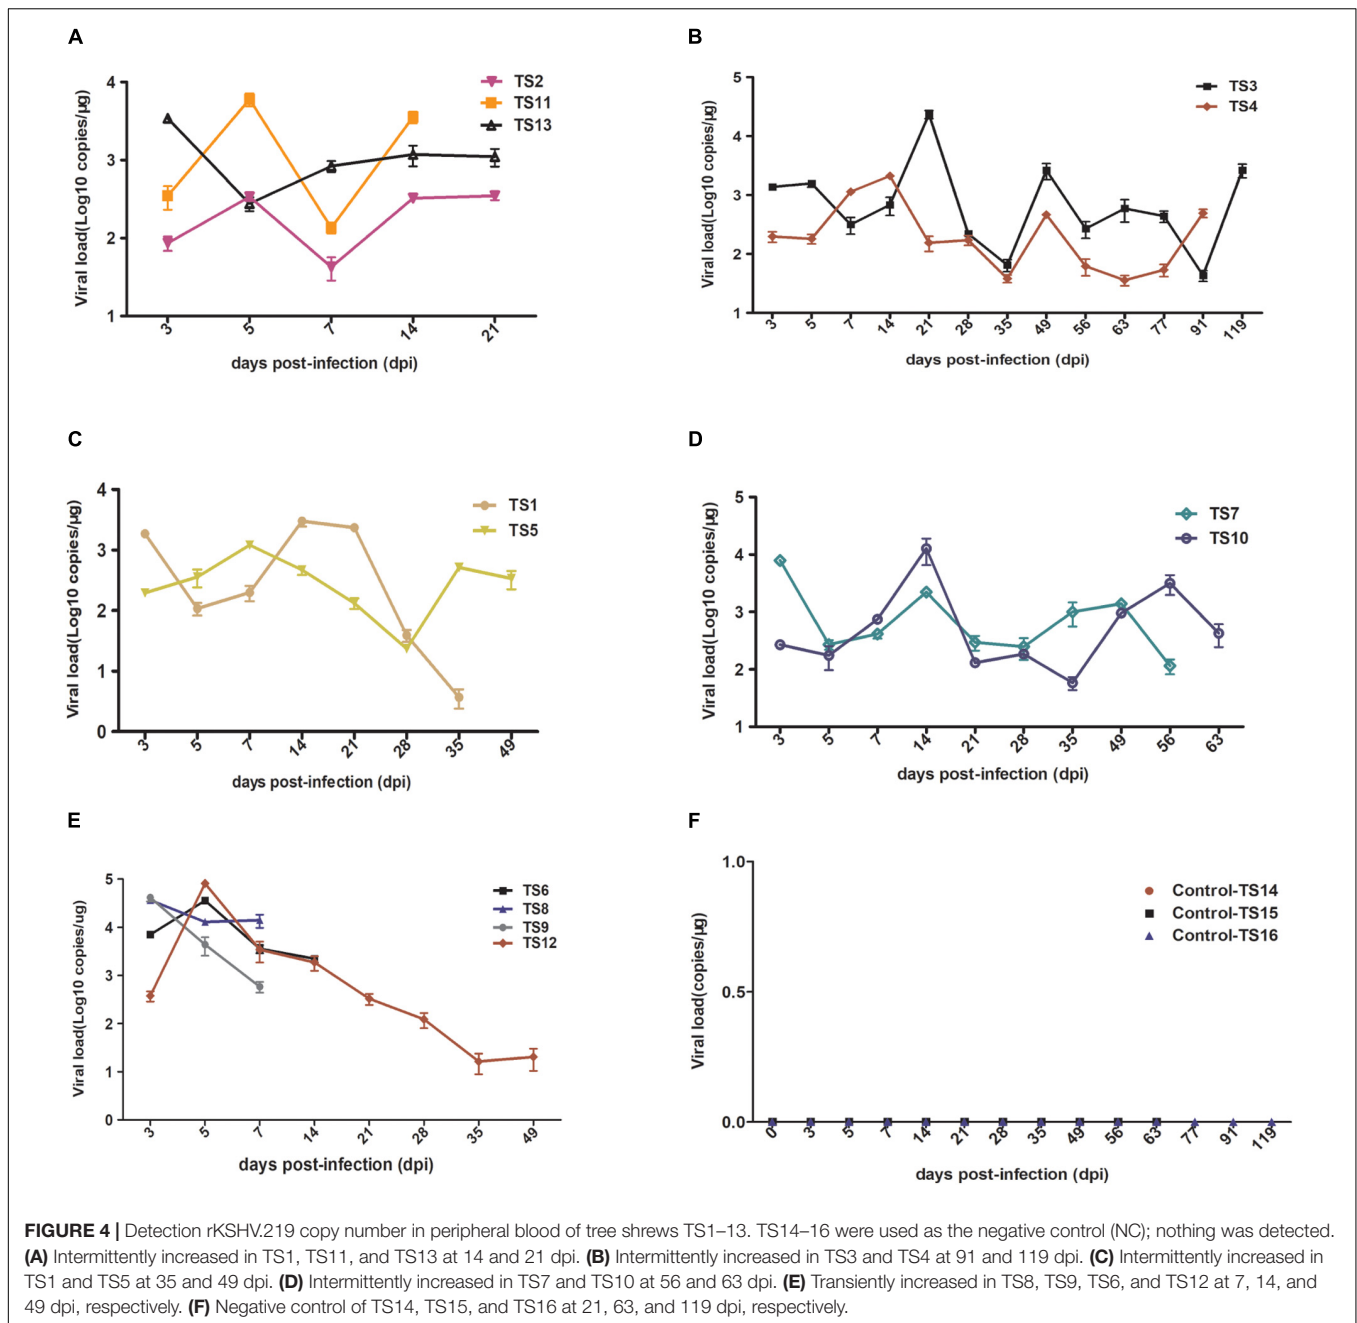 A
Viral load(Log10 copies/µg)
4
3
2
1
3
5
7
14
21
days post-infection (dpi)
TS2
TS11
TS13
B
Viral load(Log10 copies/µg)
5
4
3
2
1
3
5
7
14
21
28
35
49
56
63
77
91
119
days post-infection (dpi)
TS3
TS4
C
Viral load(Log10 copies/µg)
4
3
2
1
0
3
5
7
14
21
28
35
49
days post-infection (dpi)
TS1
TS5
D
Viral load(Log10 copies/µg)
5
4
3
2
1
3
5
7
14
21
28
35
49
56
63
days post-infection (dpi)
TS7
TS10
E
Viral load(Log10 copies/ug)
5
4
3
2
1
0
3
5
7
14
21
28
35
49
days post-infection (dpi)
TS6
TS8
TS9
TS12
F
Viral load(copies/µg)
1.0
0.5
0.0
0
3
5
7
14
21
28
35
49
56
63
77
91
119
days post-infection (dpi)
Control-TS14
Control-TS15
Control-TS16
FIGURE 4 | Detection rKSHV.219 copy number in peripheral blood of tree shrews TS1–13. TS14–16 were used as the negative control (NC); nothing was detected.
(A) Intermittently increased in TS1, TS11, and TS13 at 14 and 21 dpi. (B) Intermittently increased in TS3 and TS4 at 91 and 119 dpi. (C) Intermittently increased in
TS1 and TS5 at 35 and 49 dpi. (D) Intermittently increased in TS7 and TS10 at 56 and 63 dpi. (E) Transiently increased in TS8, TS9, TS6, and TS12 at 7, 14, and
49 dpi, respectively. (F) Negative control of TS14, TS15, and TS16 at 21, 63, and 119 dpi, respectively.